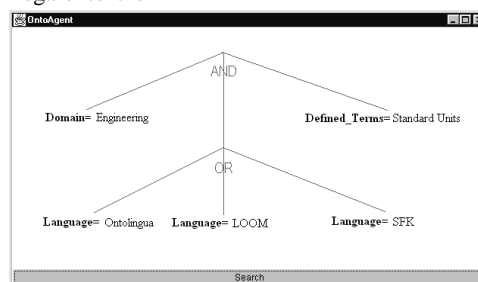 OntoAgent
AND
Domain= Engineering
Defined_Terms= Standard Units
OR
Language= Ontolingua
Language= LOOM
Language= SFK
Search